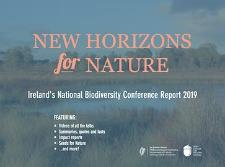 NEW HORIZONS
for NATURE
Ireland's National Biodiversity Conference Report 2019
FEATURING:
• Videos of all the talks
• Summaries, quotes and facts
• Impact reports
• Seeds for Nature
• ...and more!